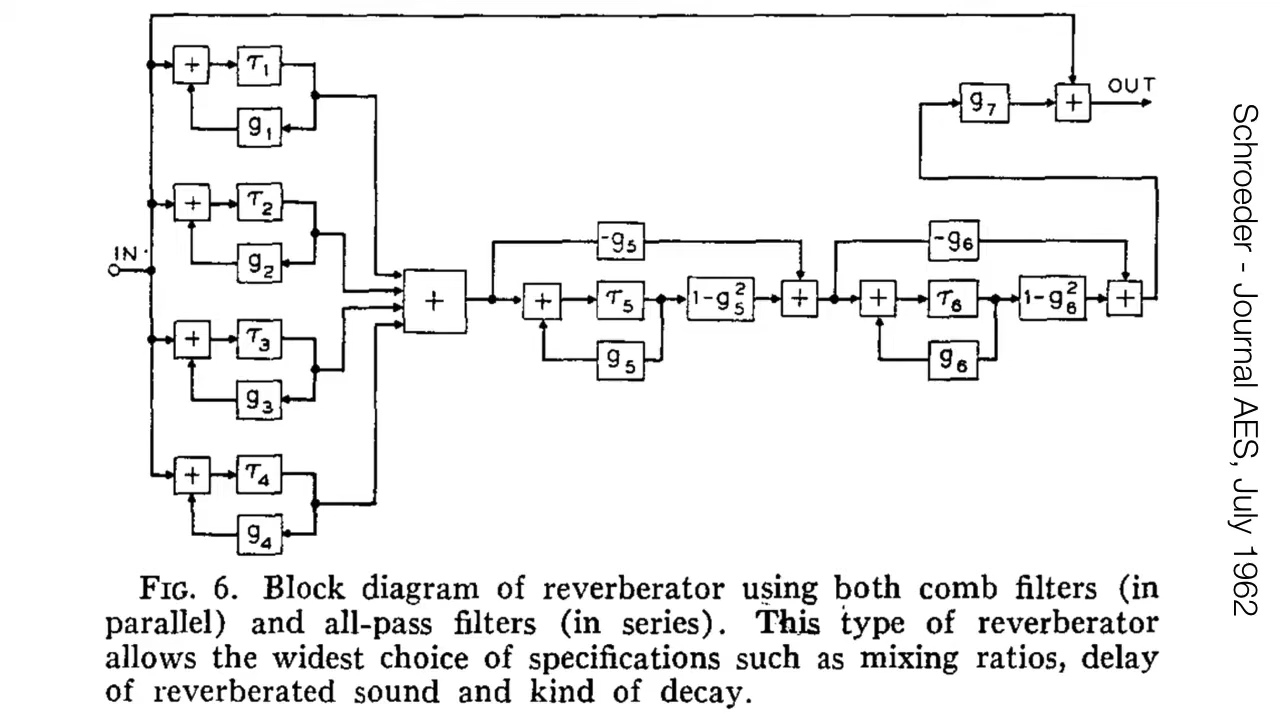 + τ₁
g₁
+ τ₂
g₂
+ τ₃
g₃
+ τ₄
g₄
IN
+
-g₅
+ τ₅ 1-g₅² +
g₅
-g₆
+ τ₆ 1-g₆² +
g₆
g₇ + OUT
FIG. 6. Block diagram of reverberator using both comb filters (in
parallel) and all-pass filters (in series). This type of reverberator
allows the widest choice of specifications such as mixing ratios, delay
of reverberated sound and kind of decay.
Schroeder - Journal AES, July 1962